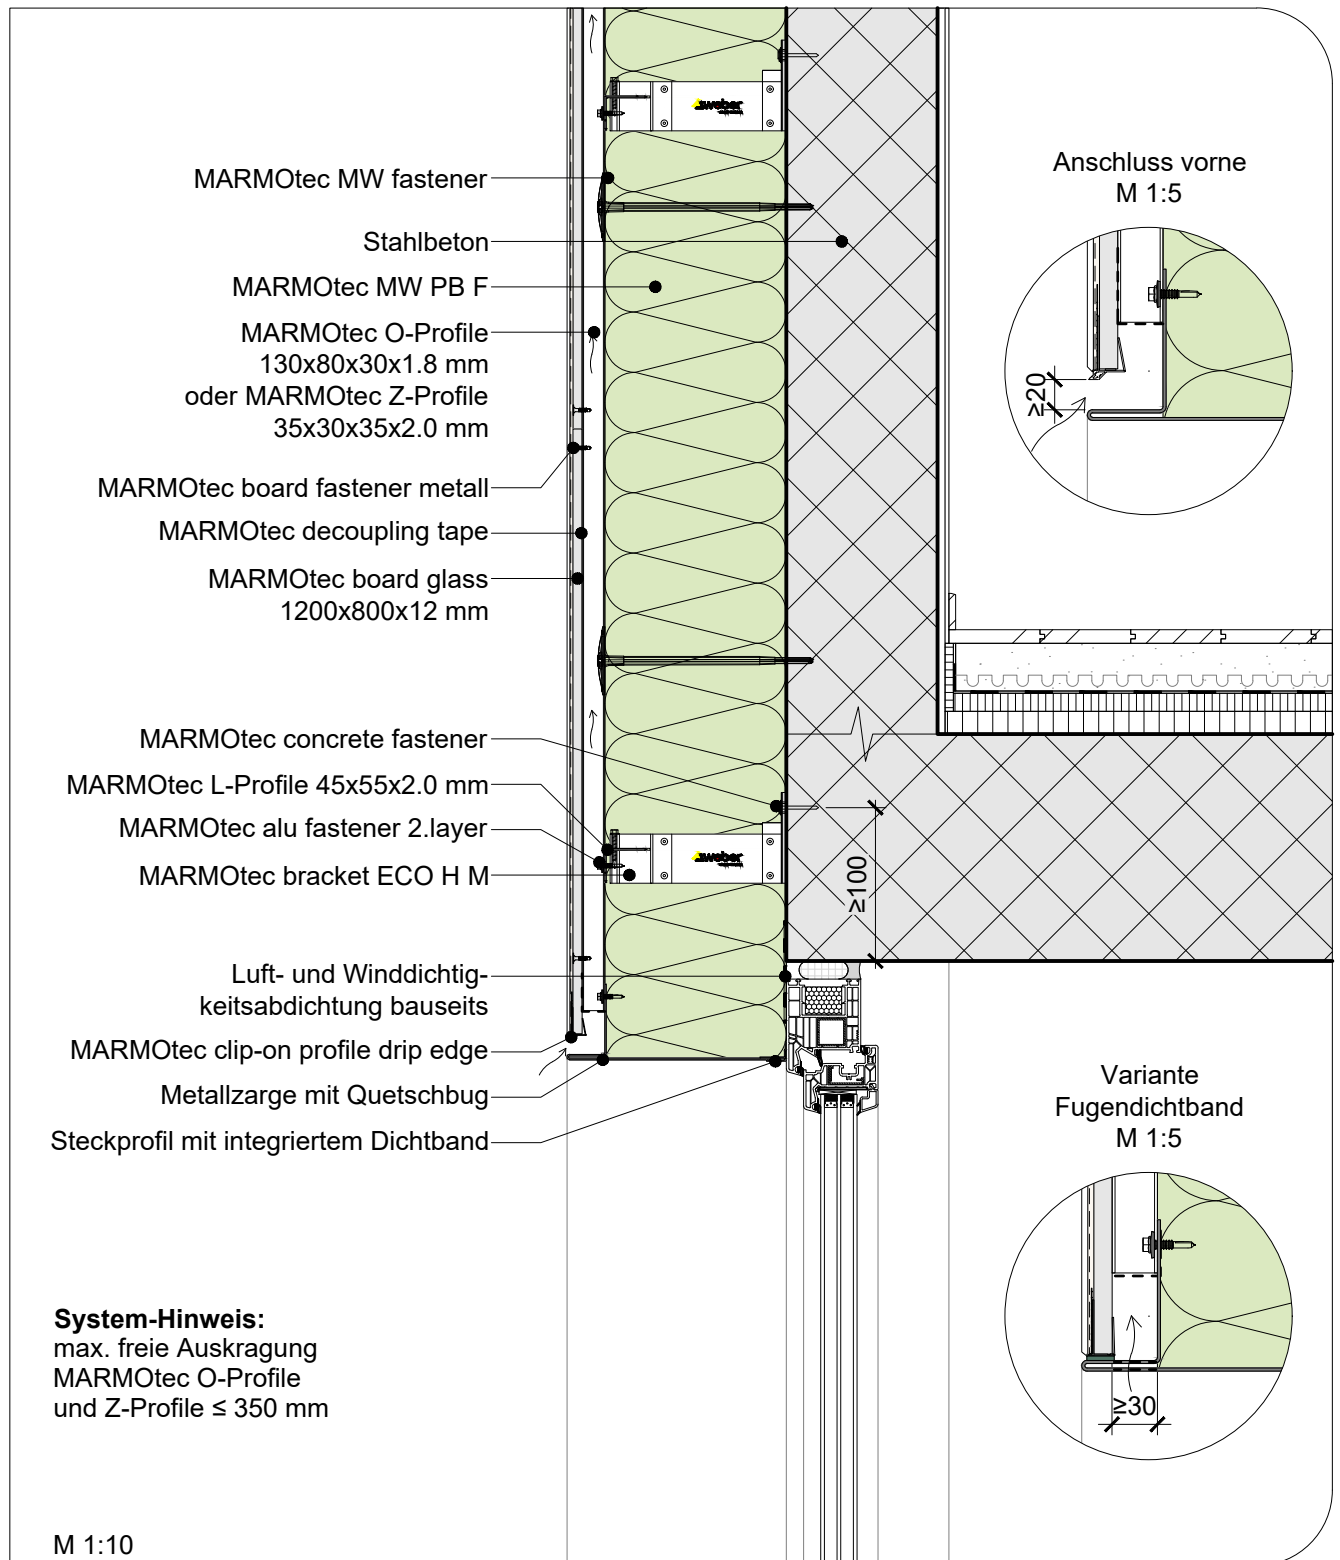 weber
Anschluss vorne
M 1:5
MARMOtec MW fastener
Stahlbeton
MARMOtec MW PB F
MARMOtec O-Profile
130x80x30x1.8 mm
oder MARMOtec Z-Profile
35x30x35x2.0 mm
≥20
MARMOtec board fastener metall
MARMOtec decoupling tape
MARMOtec board glass
1200x800x12 mm
MARMOtec concrete fastener
MARMOtec L-Profile 45x55x2.0 mm
MARMOtec alu fastener 2.layer
weber
MARMOtec bracket ECO H M
≥100
Luft- und Winddichtig-
keitsabdichtung bauseits
MARMOtec clip-on profile drip edge
Metallzarge mit Quetschbug
Steckprofil mit integriertem Dichtband
Variante
Fugendichtband
M 1:5
≥30
System-Hinweis:
max. freie Auskragung
MARMOtec O-Profile
und Z-Profile ≤ 350 mm
M 1:10